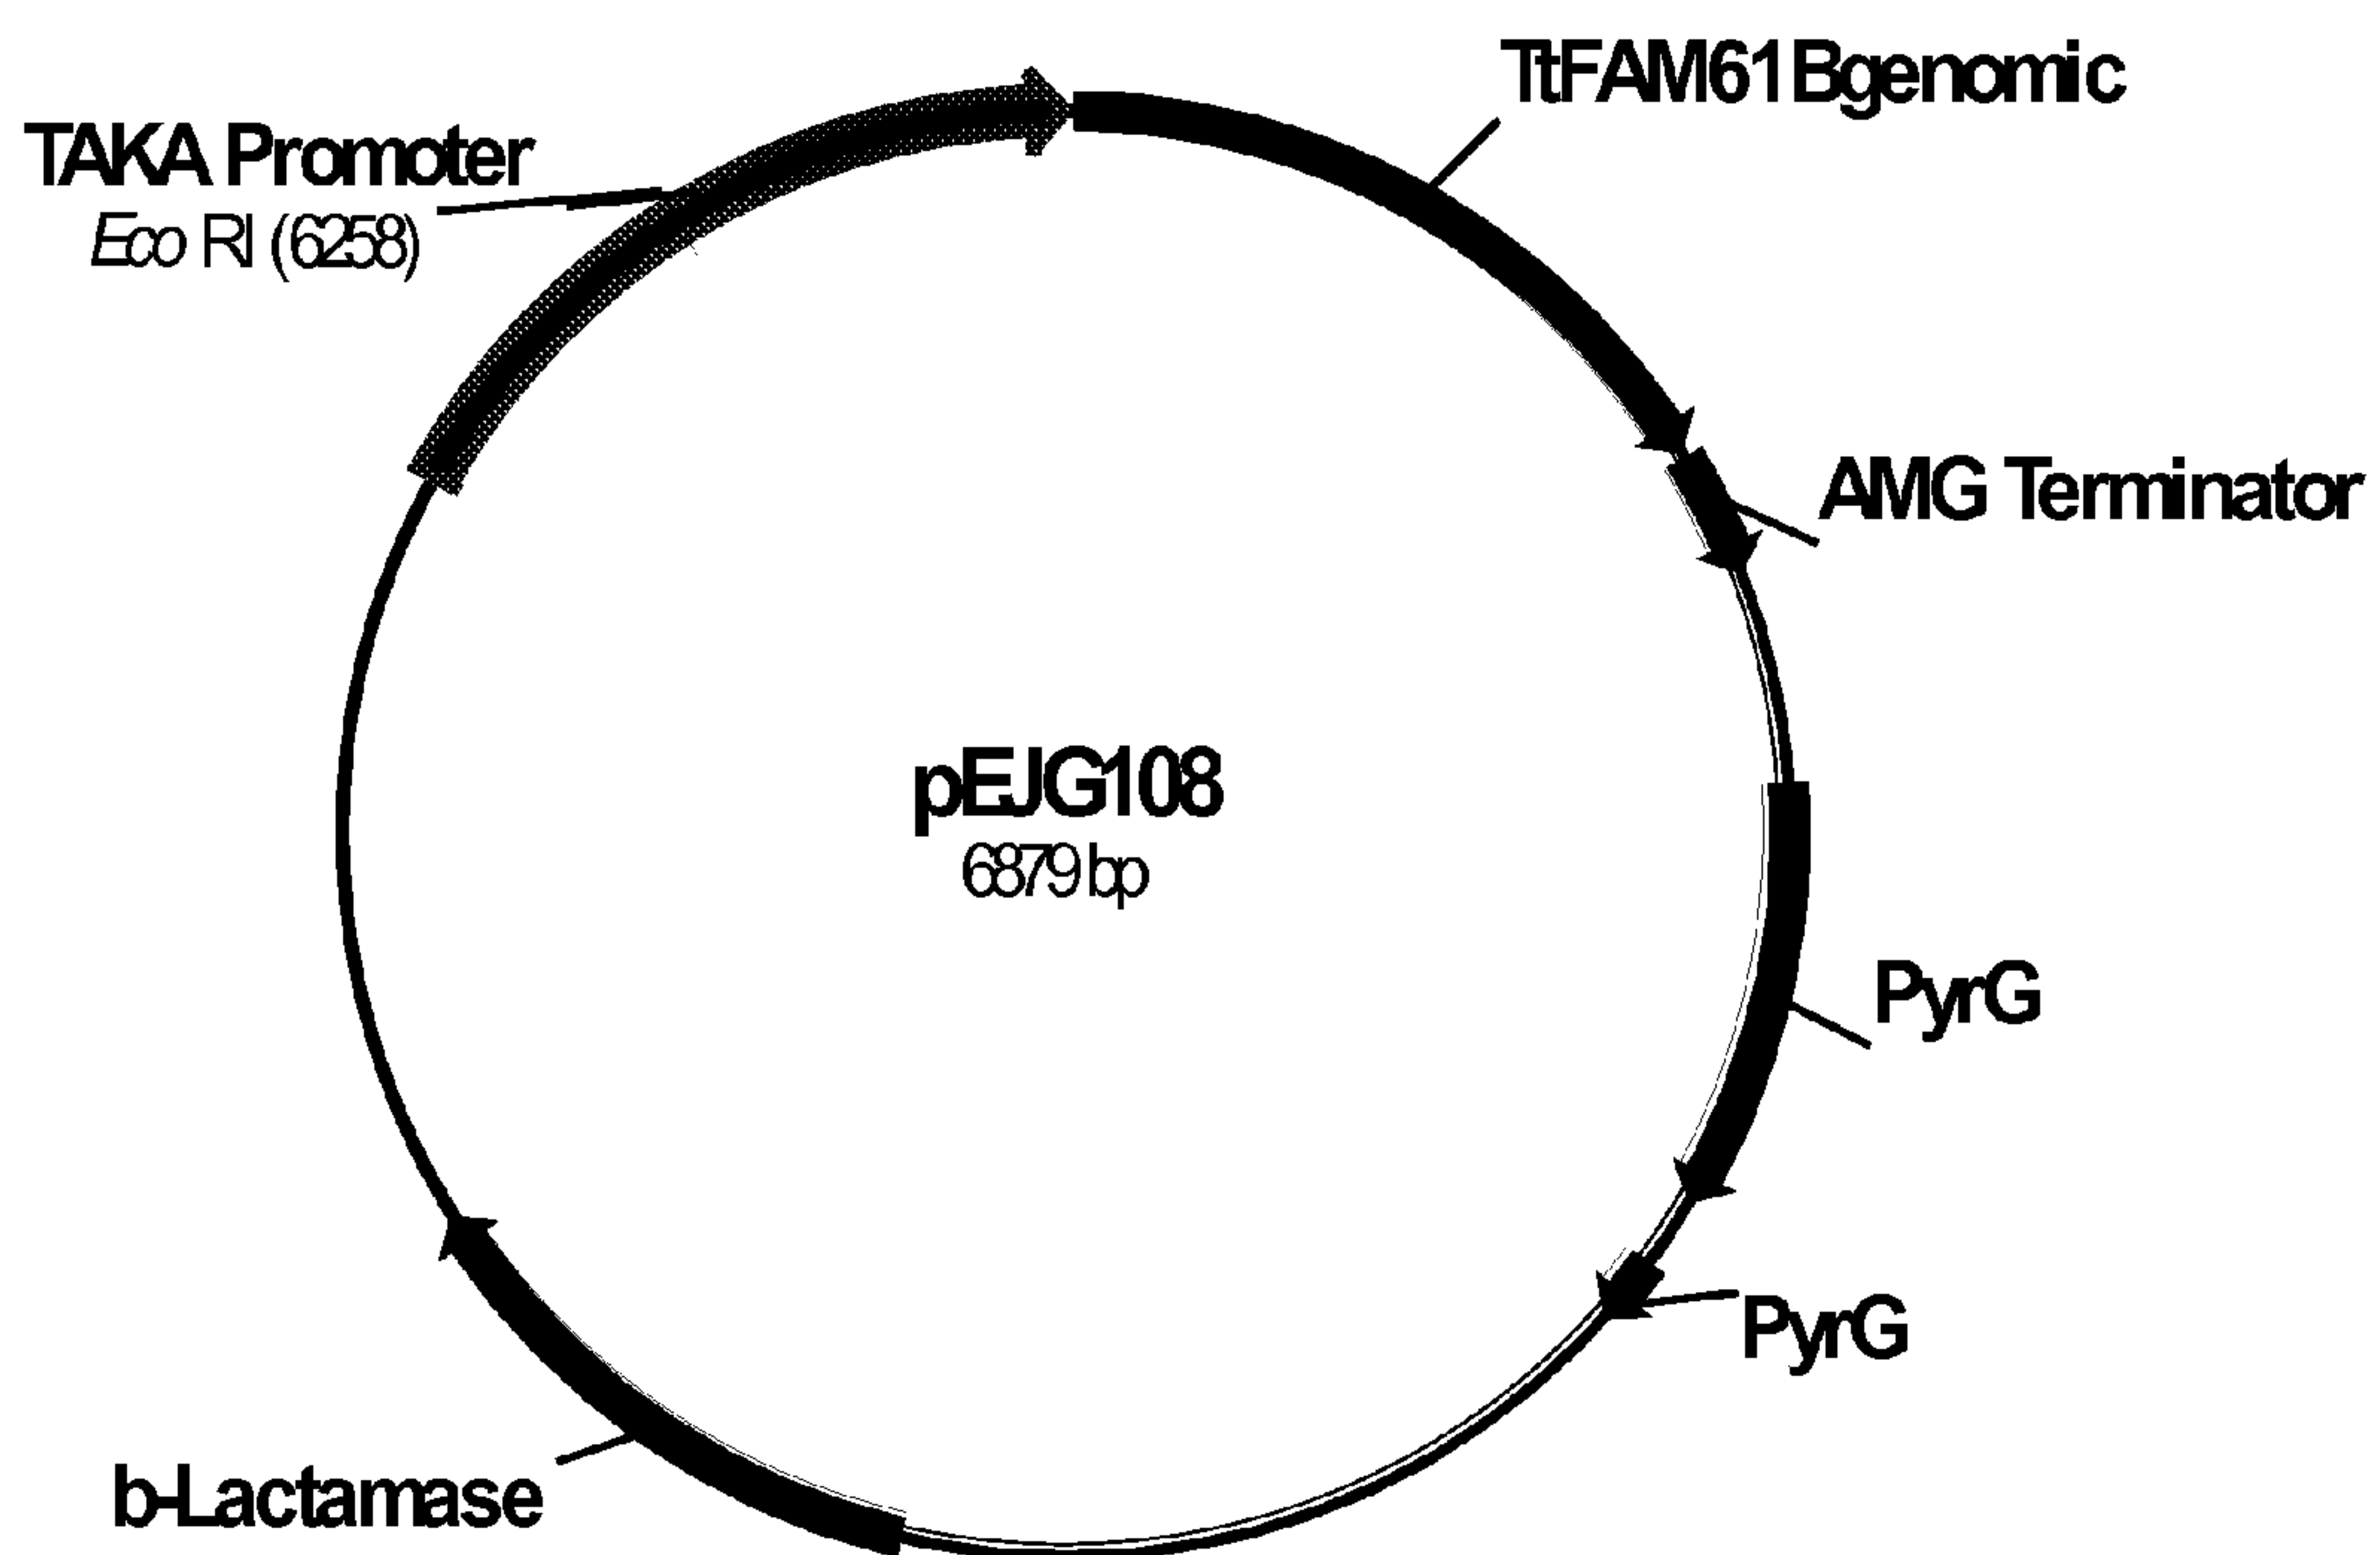 TtFAM61Bgenomic
TAKA Promoter
Eco RI (6258)
AMG Terminator
pEJG108
6879 bp
PyrG
PyrG
b-Lactamase